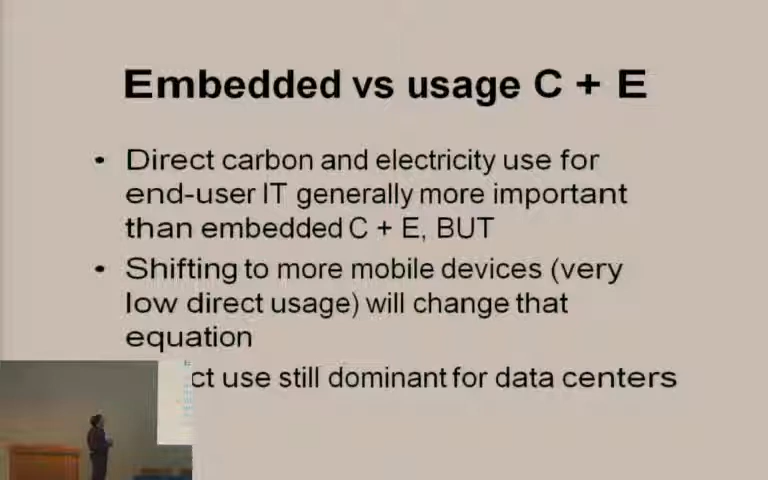 Embedded vs usage C + E
• Direct carbon and electricity use for
end-user IT generally more important
than embedded C + E, BUT
• Shifting to more mobile devices (very
low direct usage) will change that
equation
ct use still dominant for data centers